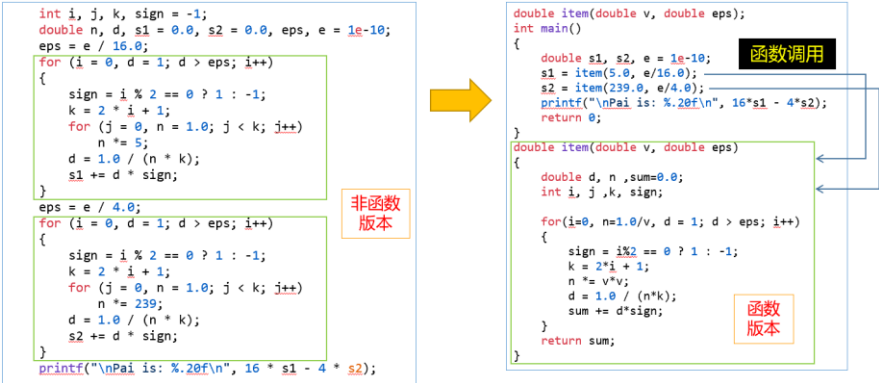 int i, j, k, sign = -1;
double n, d, s1 = 0.0, s2 = 0.0, eps, e = 1e-10;
eps = e / 16.0;
for (i = 0, d = 1; d > eps; i++)
{
sign = i % 2 == 0 ? 1 : -1;
k = 2 * i + 1;
for (j = 0, n = 1.0; j < k; j++)
n *= 5;
d = 1.0 / (n * k);
s1 += d * sign;
}
eps = e / 4.0;
for (i = 0, d = 1; d > eps; i++)
{
sign = i % 2 == 0 ? 1 : -1;
k = 2 * i + 1;
for (j = 0, n = 1.0; j < k; j++)
n *= 239;
d = 1.0 / (n * k);
s2 += d * sign;
}
printf("\nPai is: %.20f\n", 16 * s1 - 4 * s2);
非函数
版本
double item(double v, double eps);
int main()
{
double s1, s2, e = 1e-10;
s1 = item(5.0, e/16.0);
s2 = item(239.0, e/4.0);
printf("\nPai is: %.20f\n", 16*s1 - 4*s2);
return 0;
}
函数调用
double item(double v, double eps)
{
double d, n ,sum=0.0;
int i, j ,k, sign;
for(i=0, n=1.0/v, d = 1; d > eps; i++)
{
sign = i%2 == 0 ? 1 : -1;
k = 2*i + 1;
n *= v*v;
d = 1.0 / (n*k);
sum += d*sign;
}
return sum;
}
函数
版本